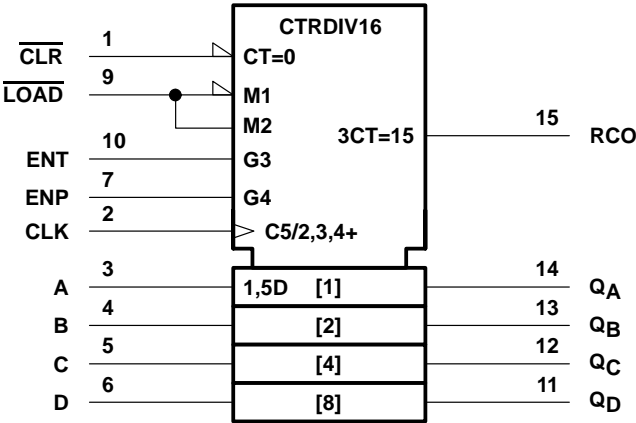 CTRDIV16
CLR 1 CT=0
LOAD 9 M1
M2
3CT=15 15 RCO
ENT 10 G3
ENP 7 G4
CLK 2 C5/2,3,4+
A 3 1,5D [1] 14 QA
B 4 [2] 13 QB
C 5 [4] 12 QC
D 6 [8] 11 QD